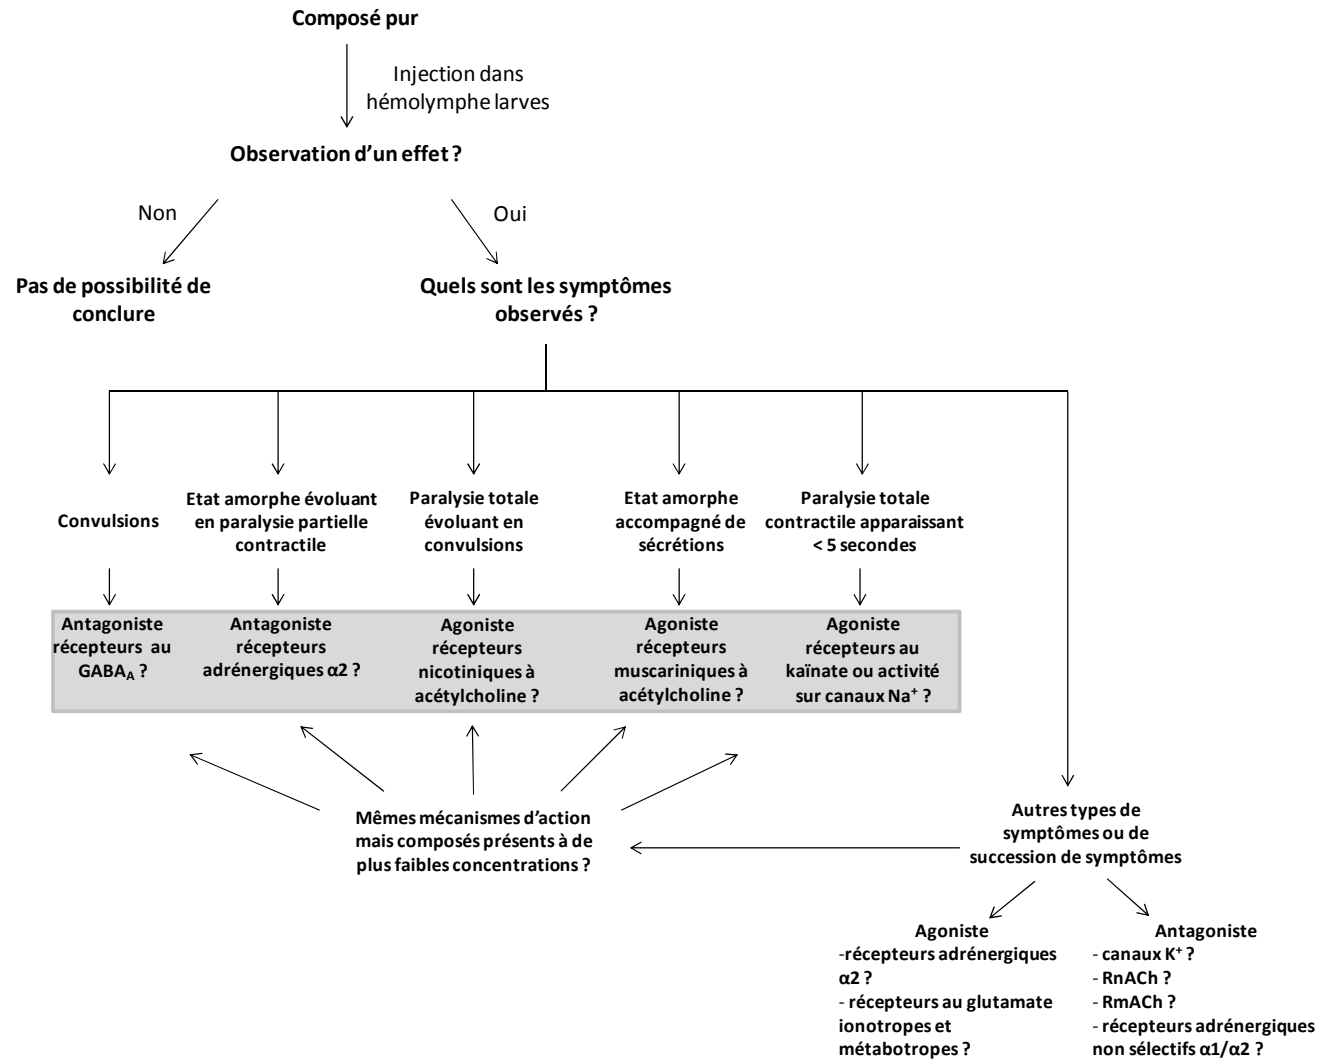 Composé pur
Injection dans
hémolymphe larves
Observation d’un effet ?
Non
Oui
Pas de possibilité de
conclure
Quels sont les symptômes
observés ?
Convulsions
Etat amorphe évoluant
en paralysie partielle
contractile
Paralysie totale
évoluant en
convulsions
Etat amorphe
accompagné de
sécrétions
Paralysie totale
contractile apparaissant
< 5 secondes
Antagoniste
récepteurs au
GABAA ?
Antagoniste
récepteurs
adrénergiques α2 ?
Agoniste
récepteurs
nicotiniques à
acétylcholine ?
Agoniste
récepteurs
muscariniques à
acétylcholine ?
Agoniste
récepteurs au
kaïnate ou activité
sur canaux Na+ ?
Mêmes mécanismes d’action
mais composés présents à de
plus faibles concentrations ?
Autres types de
symptômes ou de
succession de symptômes
Agoniste
-récepteurs adrénergiques
α2 ?
- récepteurs au glutamate
ionotropes et
métabotropes ?
Antagoniste
- canaux K+ ?
- RnACh ?
- RmACh ?
- récepteurs adrénergiques
non sélectifs α1/α2 ?